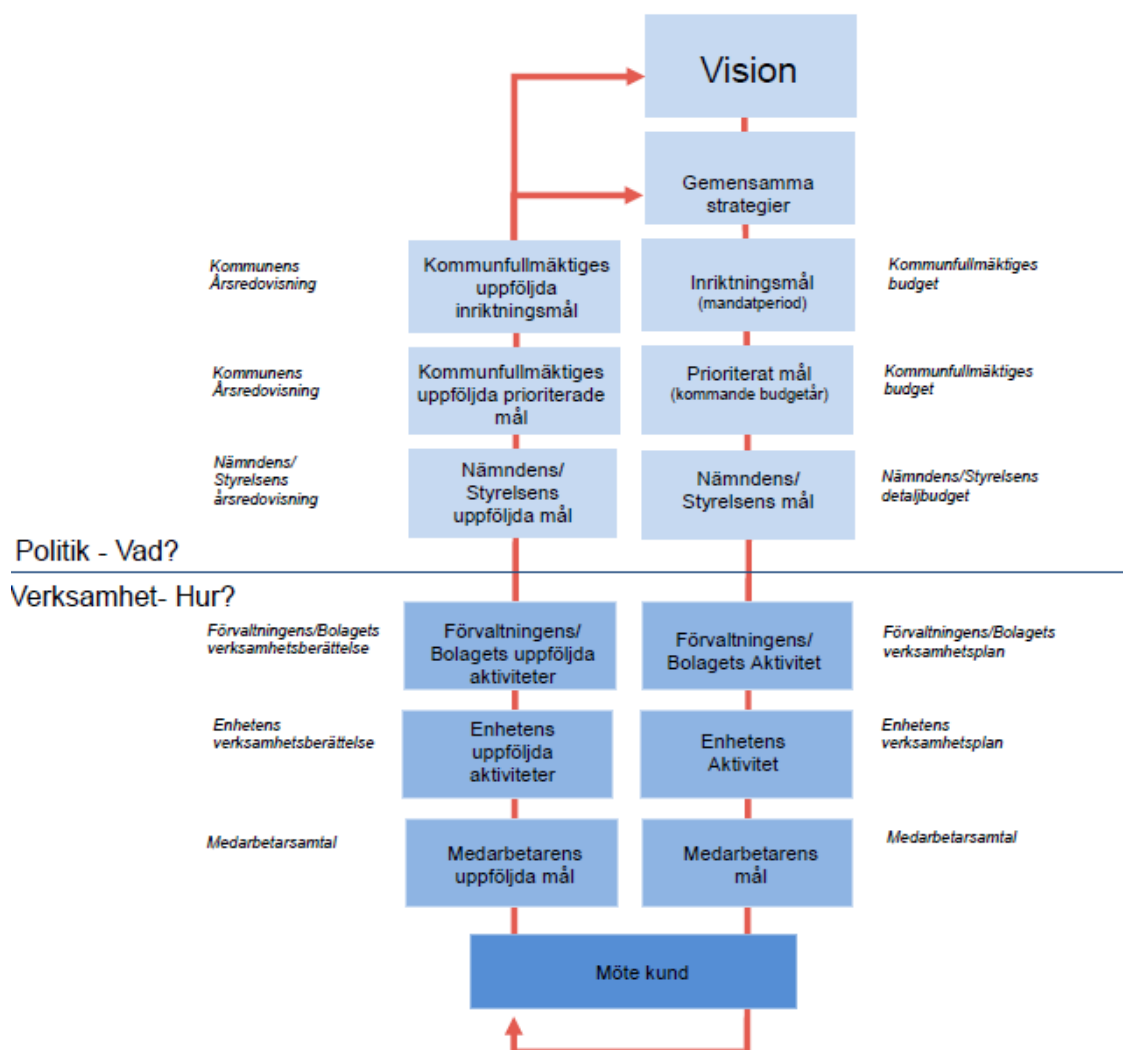 Vision
Gemensamma
strategier
Kommunens
Årsredovisning
Kommunfullmäktiges
uppföljda
inriktningsmål
Inriktningsmål
(mandatperiod)
Kommunfullmäktiges
budget
Kommunens
Årsredovisning
Kommunfullmäktiges
uppföljda prioriterade
mål
Prioriterat mål
(kommande budgetår)
Kommunfullmäktiges
budget
Nämndens/
Styrelsens
årsredovisning
Nämndens/
Styrelsens
uppföljda mål
Nämndens/
Styrelsens mål
Nämndens/Styrelsens
detaljbudget
Politik - Vad?
Verksamhet- Hur?
Förvaltningens/Bolagets
verksamhetsberättelse
Förvaltningens/
Bolagets uppföljda
aktiviteter
Förvaltningens/
Bolagets Aktivitet
Förvaltningens/Bolagets
verksamhetsplan
Enhetens
verksamhetsberättelse
Enhetens
uppföljda
aktiviteter
Enhetens
Aktivitet
Enhetens
verksamhetsplan
Medarbetarsamtal
Medarbetarens
uppföljda mål
Medarbetarens
mål
Medarbetarsamtal
Möte kund